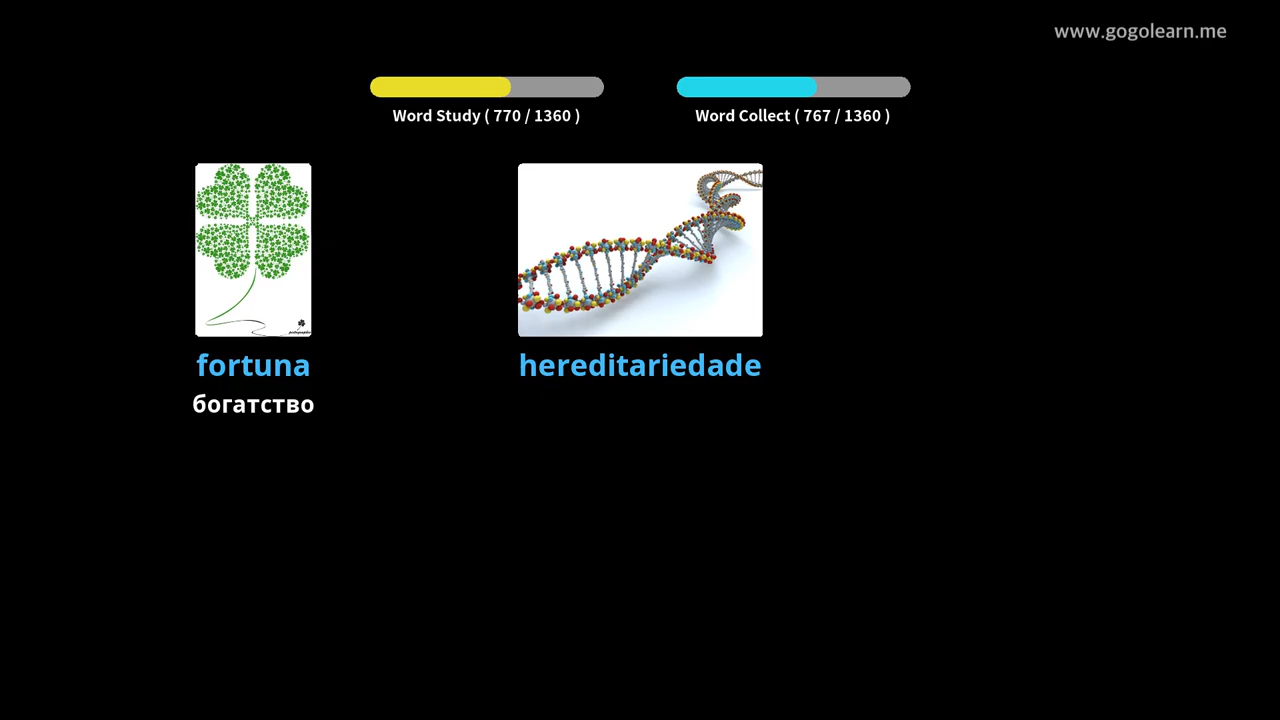 www.gogolearn.me
Word Study ( 770 / 1360 )
Word Collect ( 767 / 1360 )
fortuna
богатство
hereditariedade